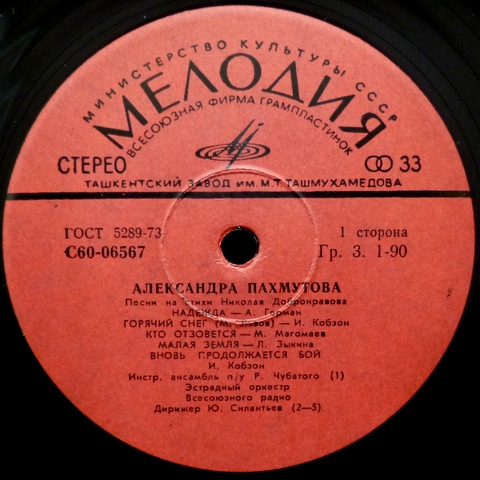 МИНИСТЕРСТВО КУЛЬТУРЫ СССР
МЕЛОДИЯ
ВСЕСОЮЗНАЯ ФИРМА ГРАМПЛАСТИНОК
СТЕРЕО 33
ТАШКЕНТСКИЙ ЗАВОД ИМ. М.Т. ТАШМУХАМЕДОВА
ГОСТ 5289-73 1 сторона
С60-06567 Гр. 3. 1-90
АЛЕКСАНДРА ПАХМУТОВА
Песни на стихи Николая Добронравова
НАДЕЖДА — А. Герман
ГОРЯЧИЙ СНЕГ (М. Львов) — И. Кобзон
КТО ОТЗОВЕТСЯ — М. Магомаев
МАЛАЯ ЗЕМЛЯ — Л. Зыкина
ВНОВЬ ПРОДОЛЖАЕТСЯ БОЙ
И. Кобзон
Инстр. ансамбль п/у Р. Чубатого (1)
Эстрадный оркестр
Всесоюзного радио
Дирижер Ю. Силантьев (2—5)